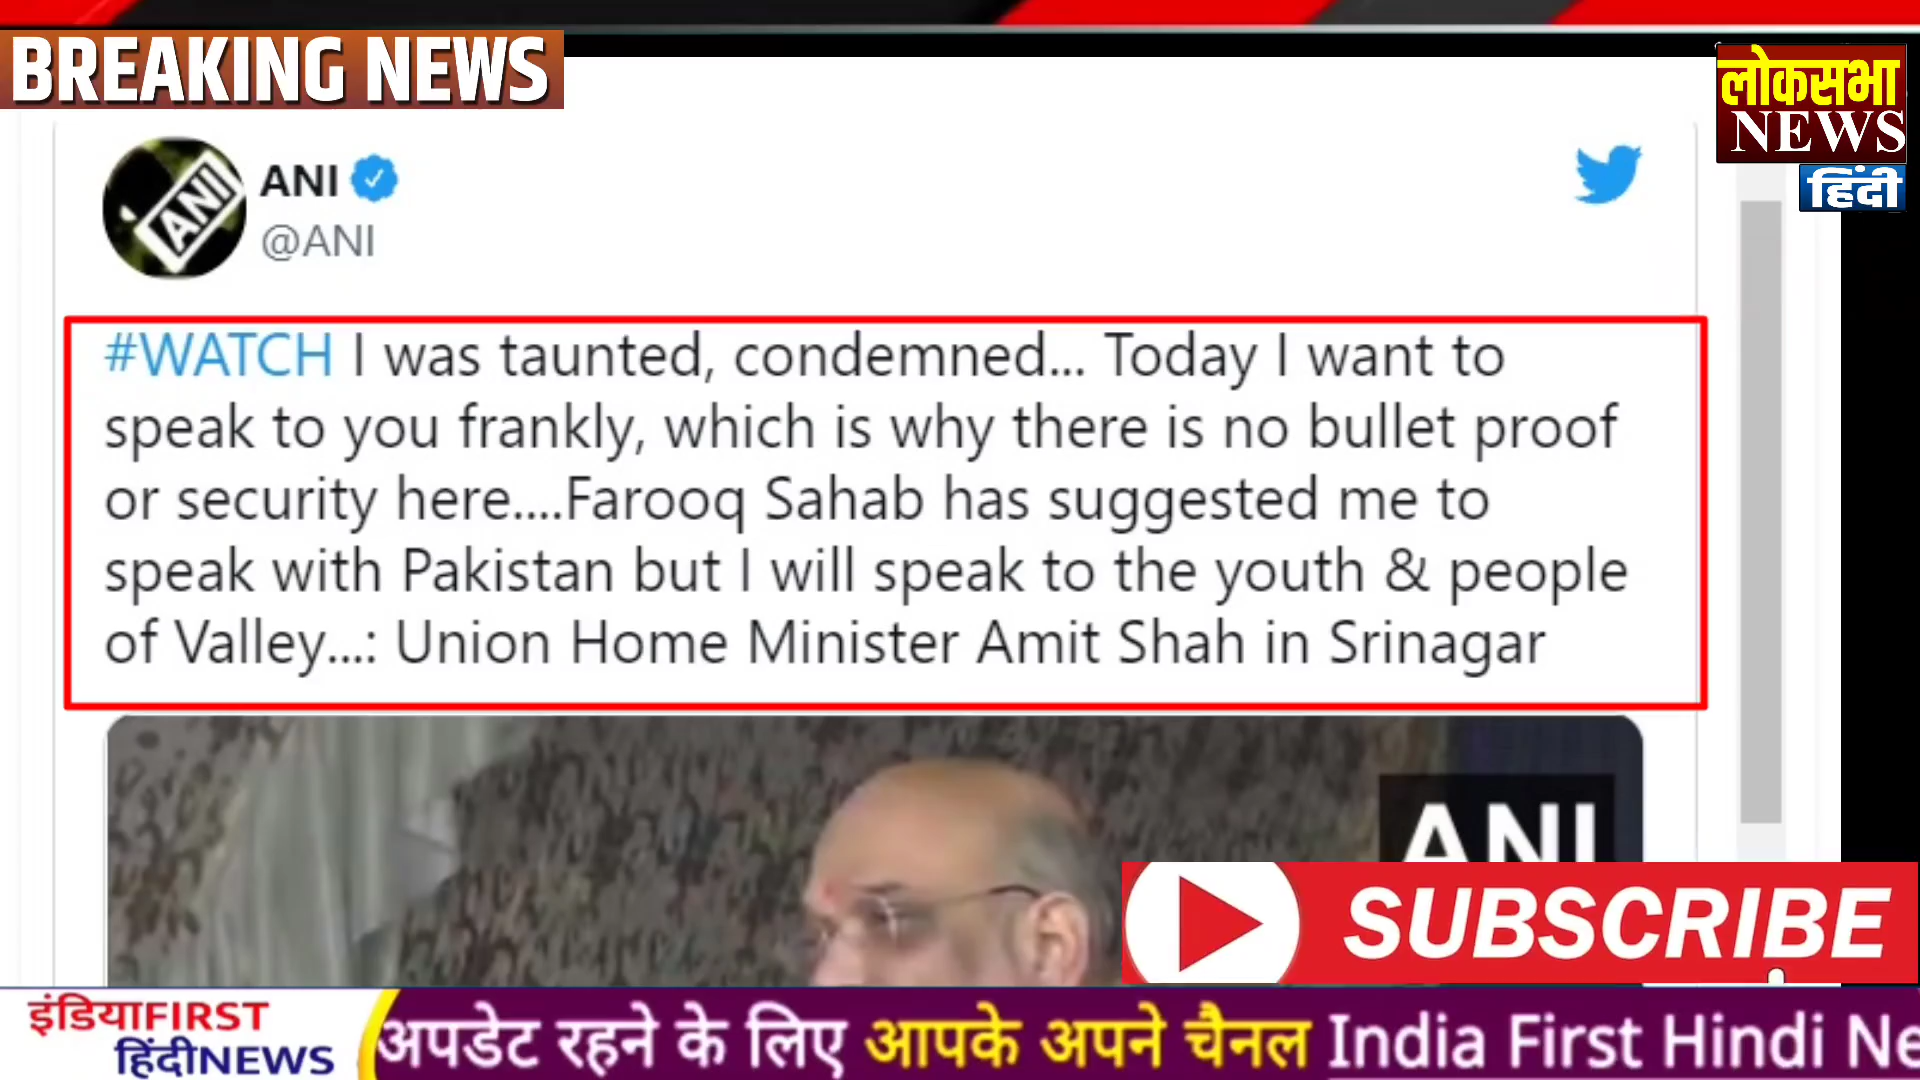 BREAKING NEWS
लोकसभा
NEWS
हिंदी
ANI
ANI
@ANI
#WATCH I was taunted, condemned... Today I want to
speak to you frankly, which is why there is no bullet proof
or security here....Farooq Sahab has suggested me to
speak with Pakistan but I will speak to the youth & people
of Valley...: Union Home Minister Amit Shah in Srinagar
ANI
SUBSCRIBE
इंडियाFIRST
हिंदीNEWS
अपडेट रहने के लिए आपके अपने चैनल India First Hindi Ne